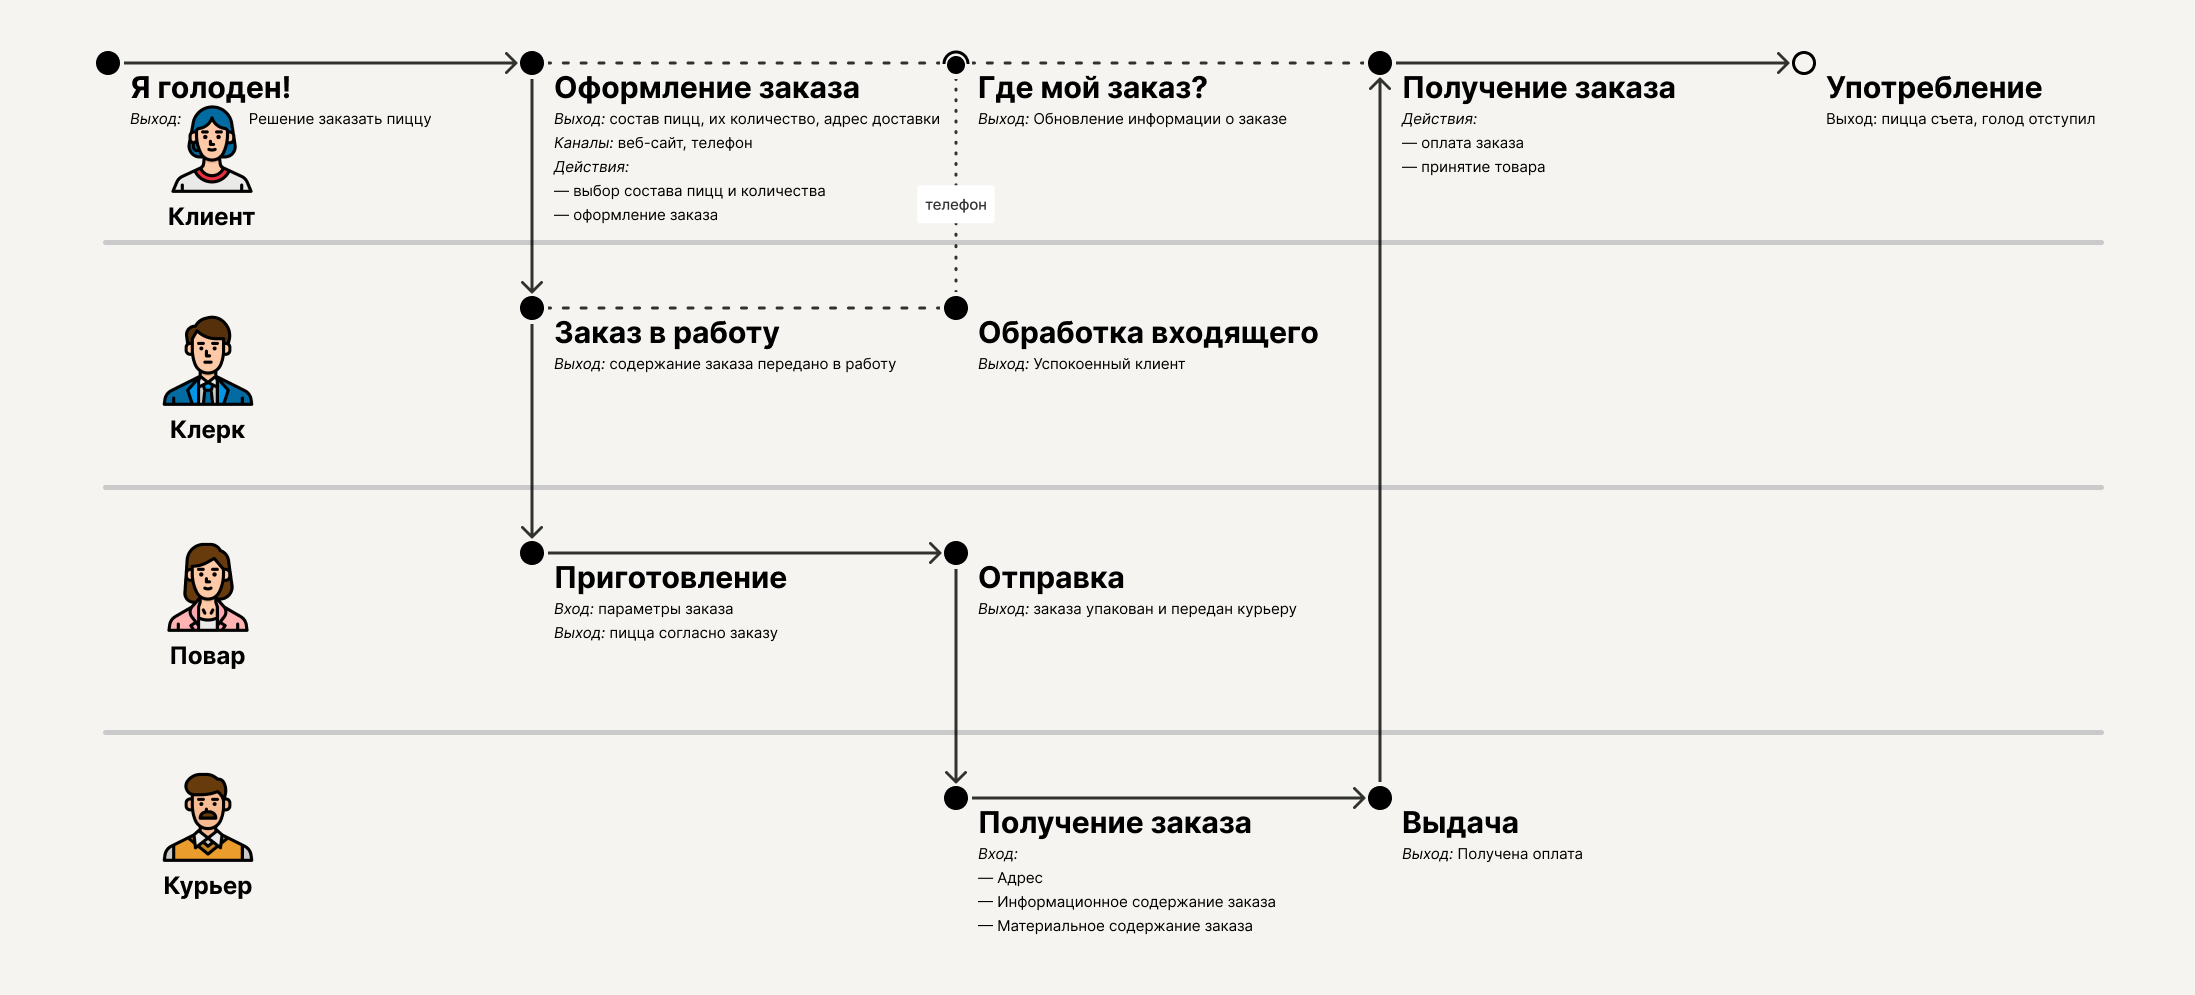 Я голоден!
Выход: Решение заказать пиццу
Клиент
Оформление заказа
Выход: состав пицц, их количество, адрес доставки
Каналы: веб-сайт, телефон
Действия:
— выбор состава пицц и количества
— оформление заказа
Где мой заказ?
Выход: Обновление информации о заказе
телефон
Получение заказа
Действия:
— оплата заказа
— принятие товара
Употребление
Выход: пицца съета, голод отступил
Клерк
Заказ в работу
Выход: содержание заказа передано в работу
Обработка входящего
Выход: Успокоенный клиент
Повар
Приготовление
Вход: параметры заказа
Выход: пицца согласно заказу
Отправка
Выход: заказа упакован и передан курьеру
Курьер
Получение заказа
Вход:
— Адрес
— Информационное содержание заказа
— Материальное содержание заказа
Выдача
Выход: Получена оплата